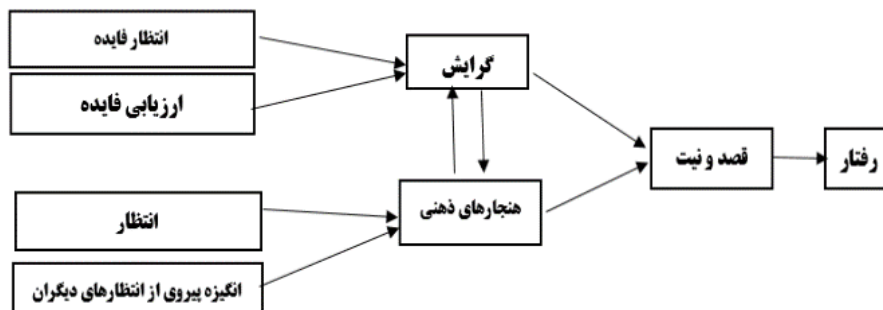 انتظار فایده
ارزیابی فایده
گرایش
قصد و نیت
رفتار
هنجارهای ذهنی
انتظار
انگیزه پیروی از انتظارهای دیگران